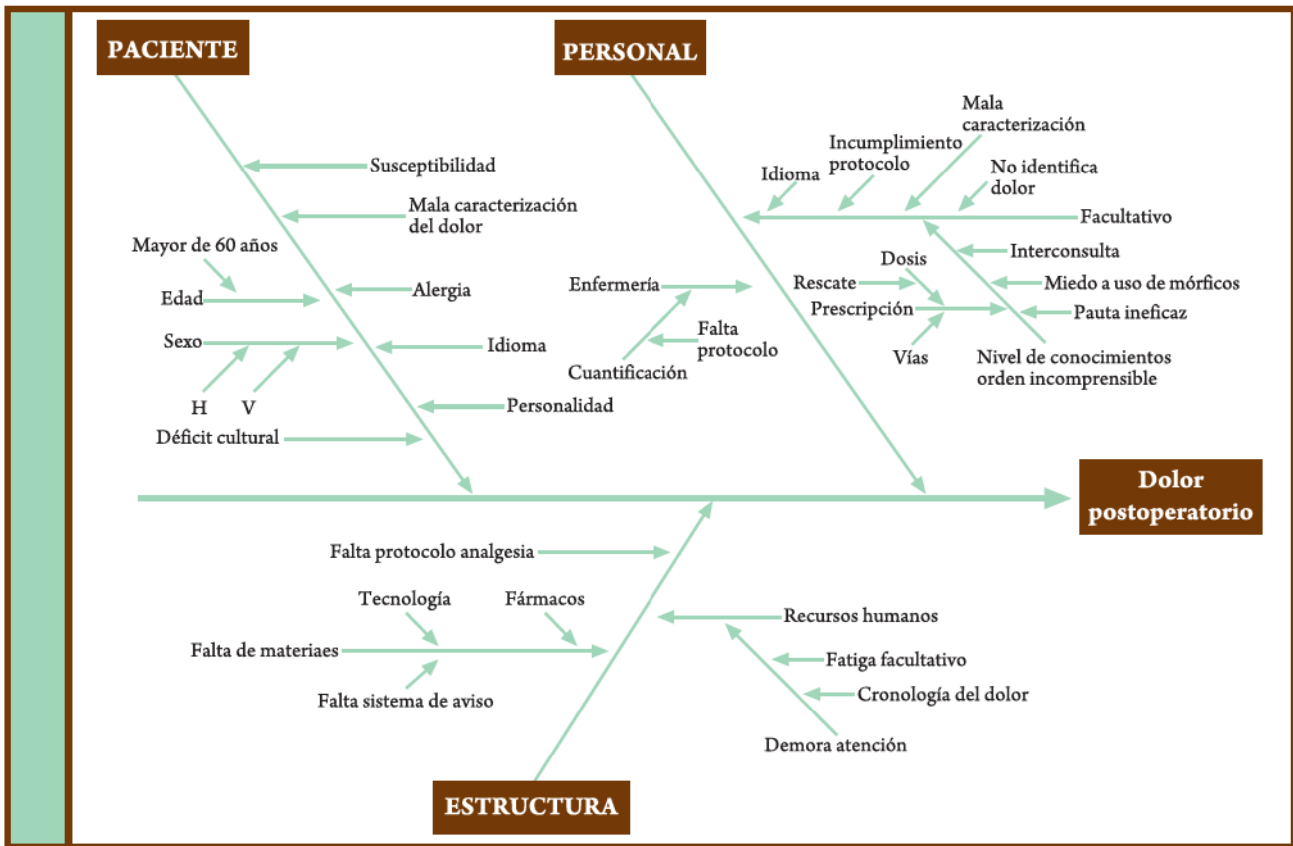 PACIENTE
PERSONAL
Susceptibilidad
Mala caracterización
del dolor
Mayor de 60 años
Edad
Alergia
Sexo
Idioma
H
V
Personalidad
Déficit cultural
Mala
caracterización
Incumplimiento
protocolo
Idioma
No identifica
dolor
Facultativo
Interconsulta
Dosis
Enfermería
Rescate
Miedo a uso de mórficos
Prescripción
Pauta ineficaz
Falta
protocolo
Vías
Cuantificación
Nivel de conocimientos
orden incomprensible
Dolor
postoperatorio
Falta protocolo analgesia
Tecnología
Fármacos
Recursos humanos
Falta de materiaes
Fatiga facultativo
Falta sistema de aviso
Cronología del dolor
Demora atención
ESTRUCTURA